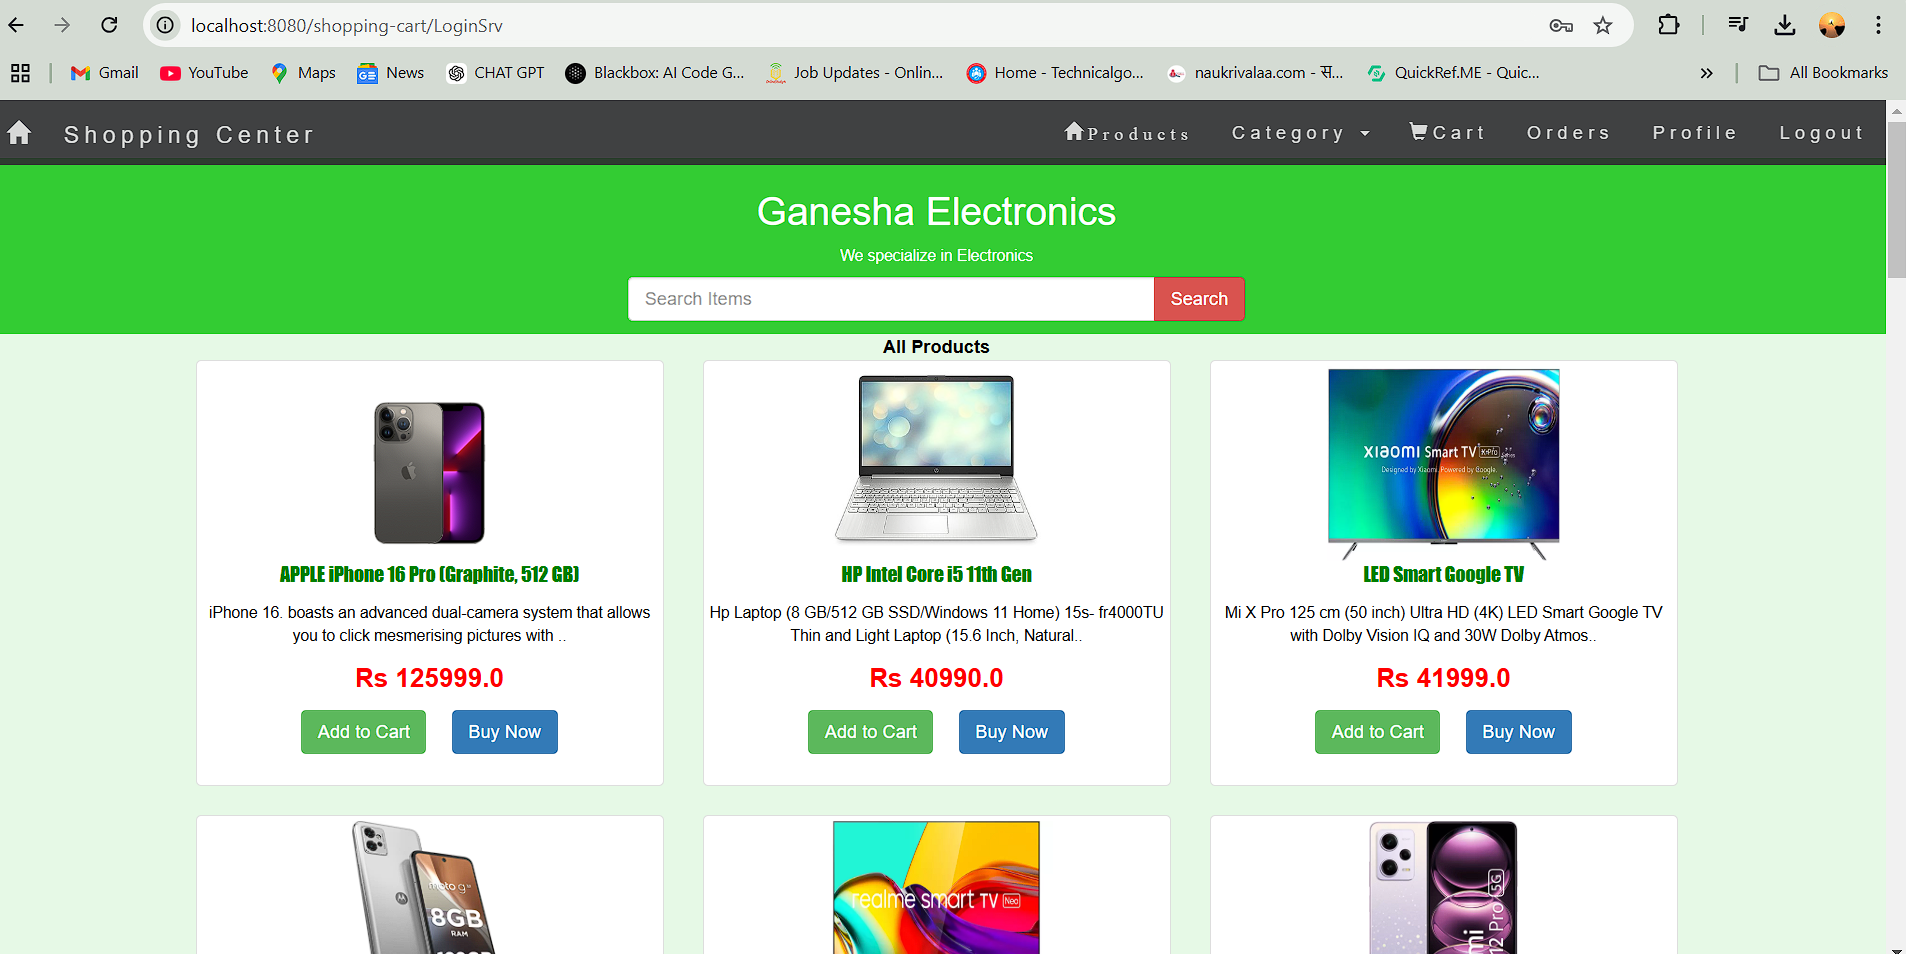 localhost:8080/shopping-cart/LoginSrv
Gmail YouTube Maps News CHAT GPT Blackbox: AI Code G... Job Updates - Onlin... Home - Technicalgo... naukrivalaa.com - स... QuickRef.ME - Quic... » All Bookmarks
Shopping Center Products Category Cart Orders Profile Logout
Ganesha Electronics
We specialize in Electronics
Search Items Search
All Products
XIaomi Smart TV X Pro Series
Designed by Xiaomi. Powered by Google.
APPLE iPhone 16 Pro (Graphite, 512 GB)
iPhone 16. boasts an advanced dual-camera system that allows
you to click mesmerising pictures with ..
Rs 125999.0
Add to Cart Buy Now
HP Intel Core i5 11th Gen
Hp Laptop (8 GB/512 GB SSD/Windows 11 Home) 15s- fr4000TU
Thin and Light Laptop (15.6 Inch, Natural..
Rs 40990.0
Add to Cart Buy Now
LED Smart Google TV
Mi X Pro 125 cm (50 inch) Ultra HD (4K) LED Smart Google TV
with Dolby Vision IQ and 30W Dolby Atmos..
Rs 41999.0
Add to Cart Buy Now
moto g
8GB
RAM
realme smart TV Neo
12 Pro 5G